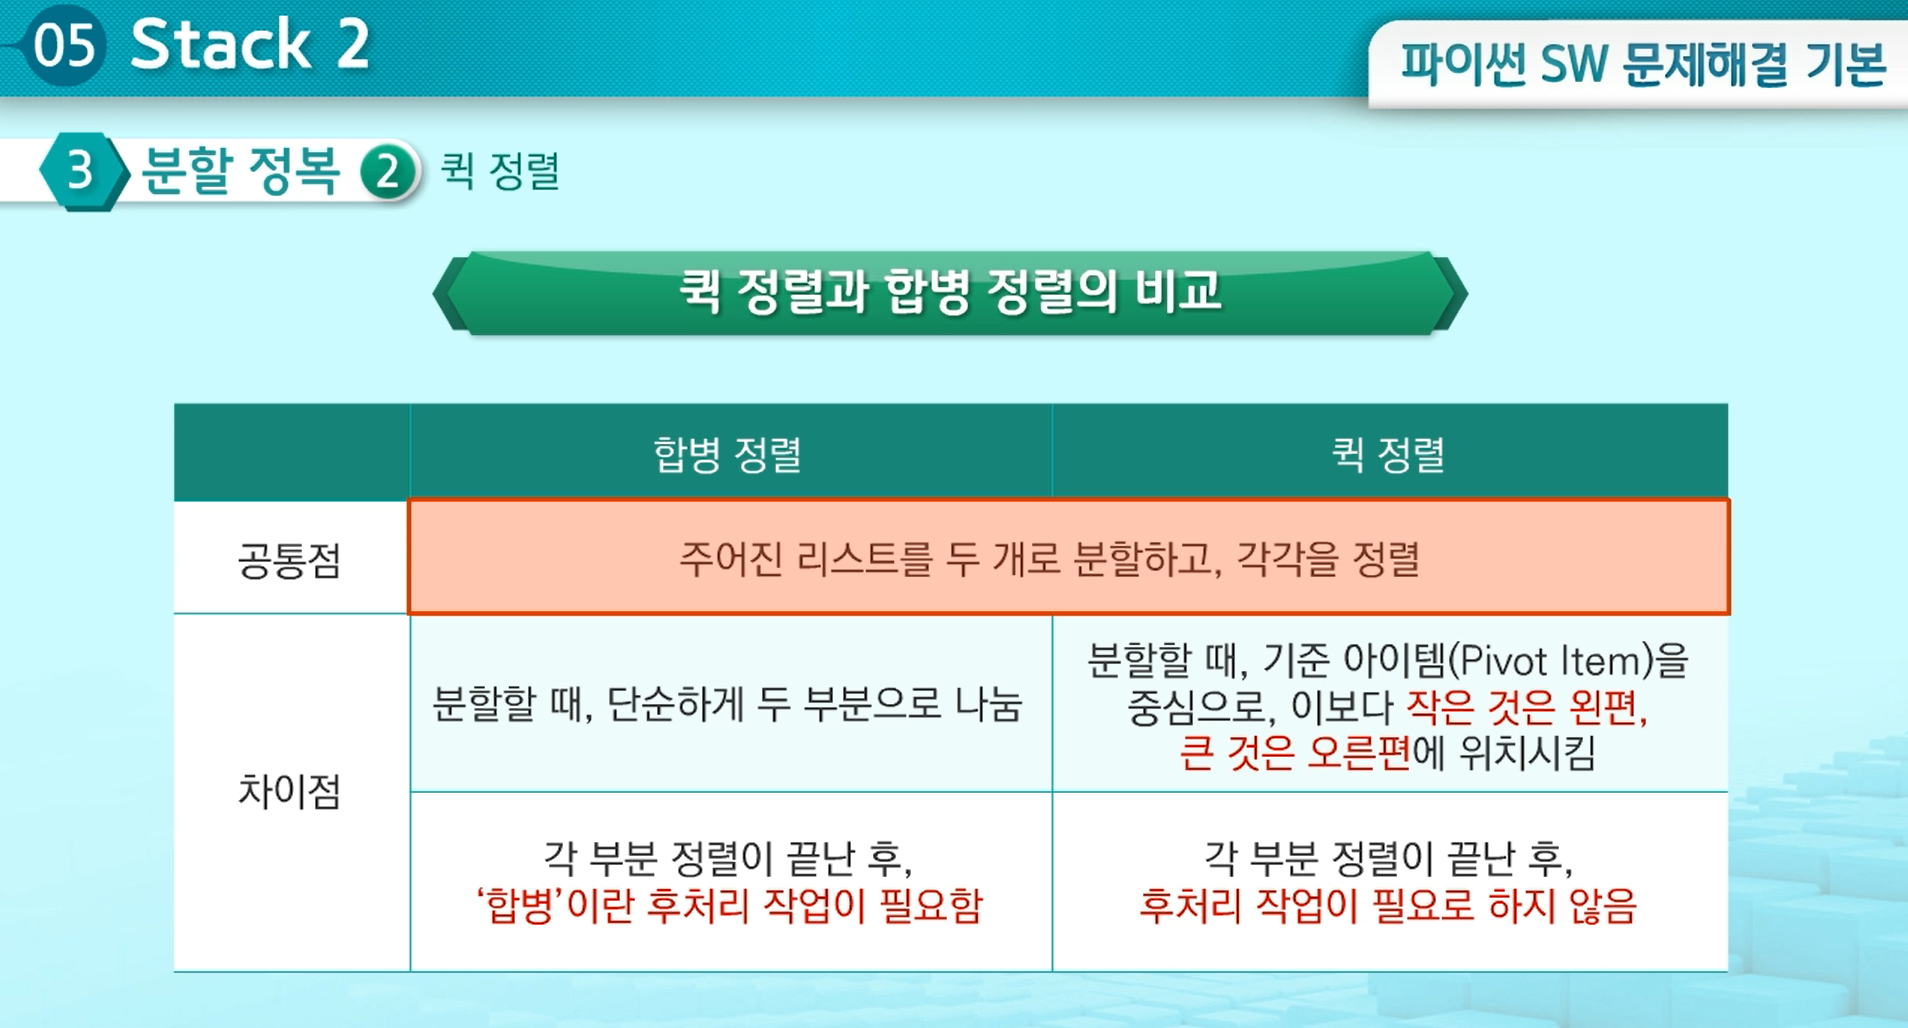 05 Stack 2
파이썬 SW 문제해결 기본
3 분할 정복 2 퀵 정렬
퀵 정렬과 합병 정렬의 비교
합병 정렬
퀵 정렬
공통점
주어진 리스트를 두 개로 분할하고, 각각을 정렬
차이점
분할할 때, 단순하게 두 부분으로 나눔
분할할 때, 기준 아이템(Pivot Item)을
중심으로, 이보다 작은 것은 왼편,
큰 것은 오른편에 위치시킴
각 부분 정렬이 끝난 후,
‘합병’이란 후처리 작업이 필요함
각 부분 정렬이 끝난 후,
후처리 작업이 필요로 하지 않음